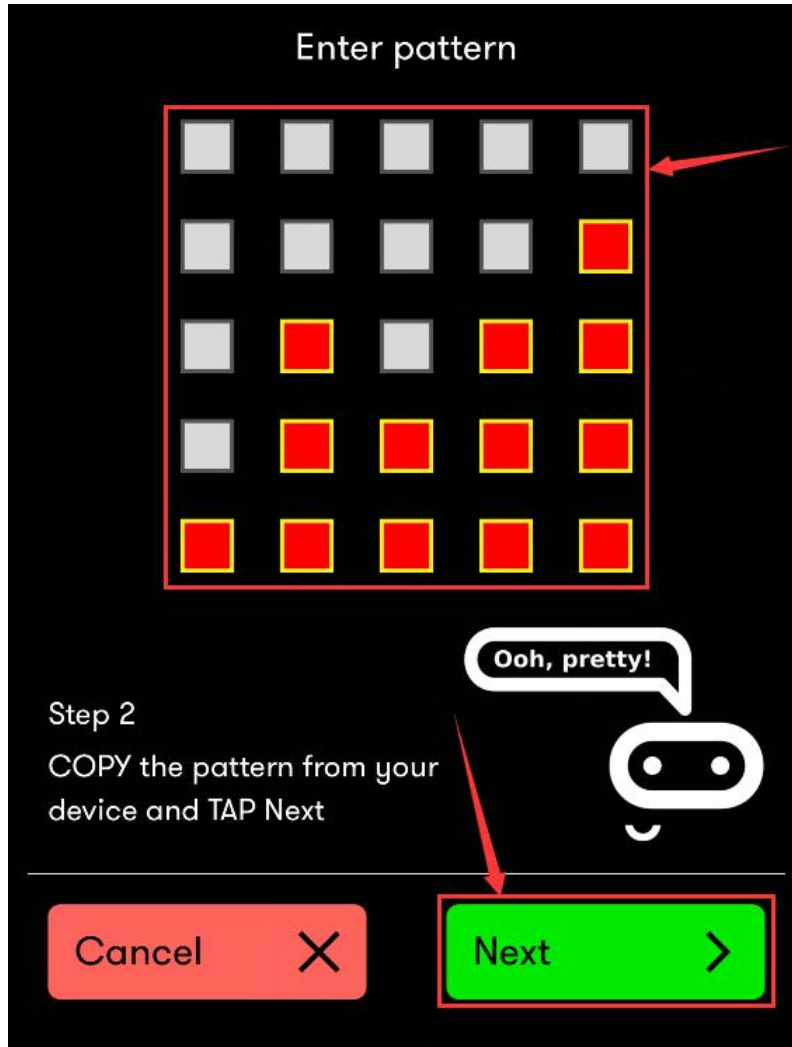 Enter pattern
Ooh, pretty!
Step 2
COPY the pattern from your
device and TAP Next
Cancel
Next